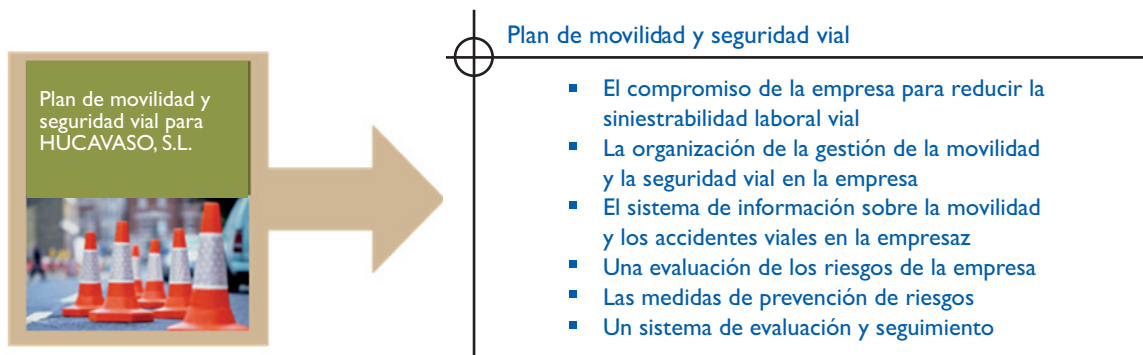 Plan de movilidad y
seguridad vial para
HUCAVASO, S.L.
Plan de movilidad y seguridad vial
▪ El compromiso de la empresa para reducir la
siniestrabilidad laboral vial
▪ La organización de la gestión de la movilidad
y la seguridad vial en la empresa
▪ El sistema de información sobre la movilidad
y los accidentes viales en la empresaz
▪ Una evaluación de los riesgos de la empresa
▪ Las medidas de prevención de riesgos
▪ Un sistema de evaluación y seguimiento